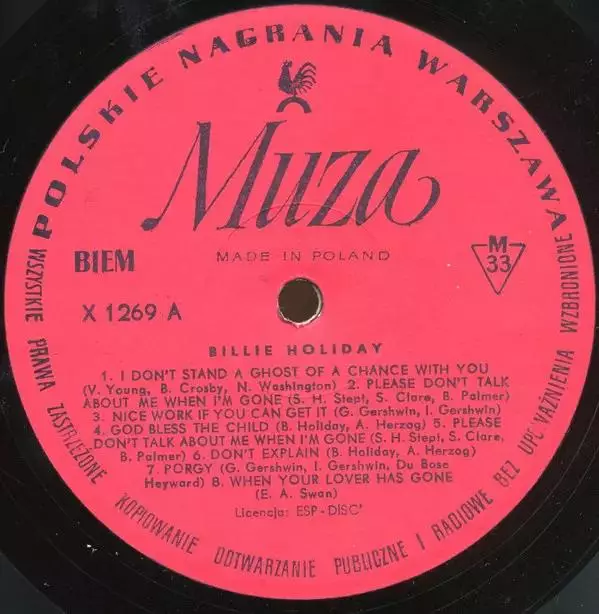 POLSKIE NAGRANIA WARSZAWA
Muza
MADE IN POLAND
BIEM
M
33
X 1269 A
BILLIE HOLIDAY
1. I DON'T STAND A GHOST OF A CHANCE WITH YOU
(V. Young, B. Crosby, N. Washington) 2. PLEASE DON'T TALK
ABOUT ME WHEN I'M GONE (S. H. Stept, S. Clare, B. Palmer)
3. NICE WORK IF YOU CAN GET IT (G. Gershwin, I. Gershwin)
4. GOD BLESS THE CHILD (B. Holiday, A. Herzog) 5. PLEASE
DON'T TALK ABOUT ME WHEN I'M GONE (S. H. Stept, S. Clare,
B. Palmer) 6. DON'T EXPLAIN (B. Holiday, A. Herzog)
7. PORGY (G. Gershwin, I. Gershwin, Du Bose
Heyward) 8. WHEN YOUR LOVER HAS GONE
(E. A. Swan)
Licencja: ESP-DISC'
WSZYSTKIE PRAWA ZASTRZEŻONE KOPIOWANIE ODTWARZANIE PUBLICZNE I RADIOWE BEZ UPOWAŻNIENIA WZBRONIONE